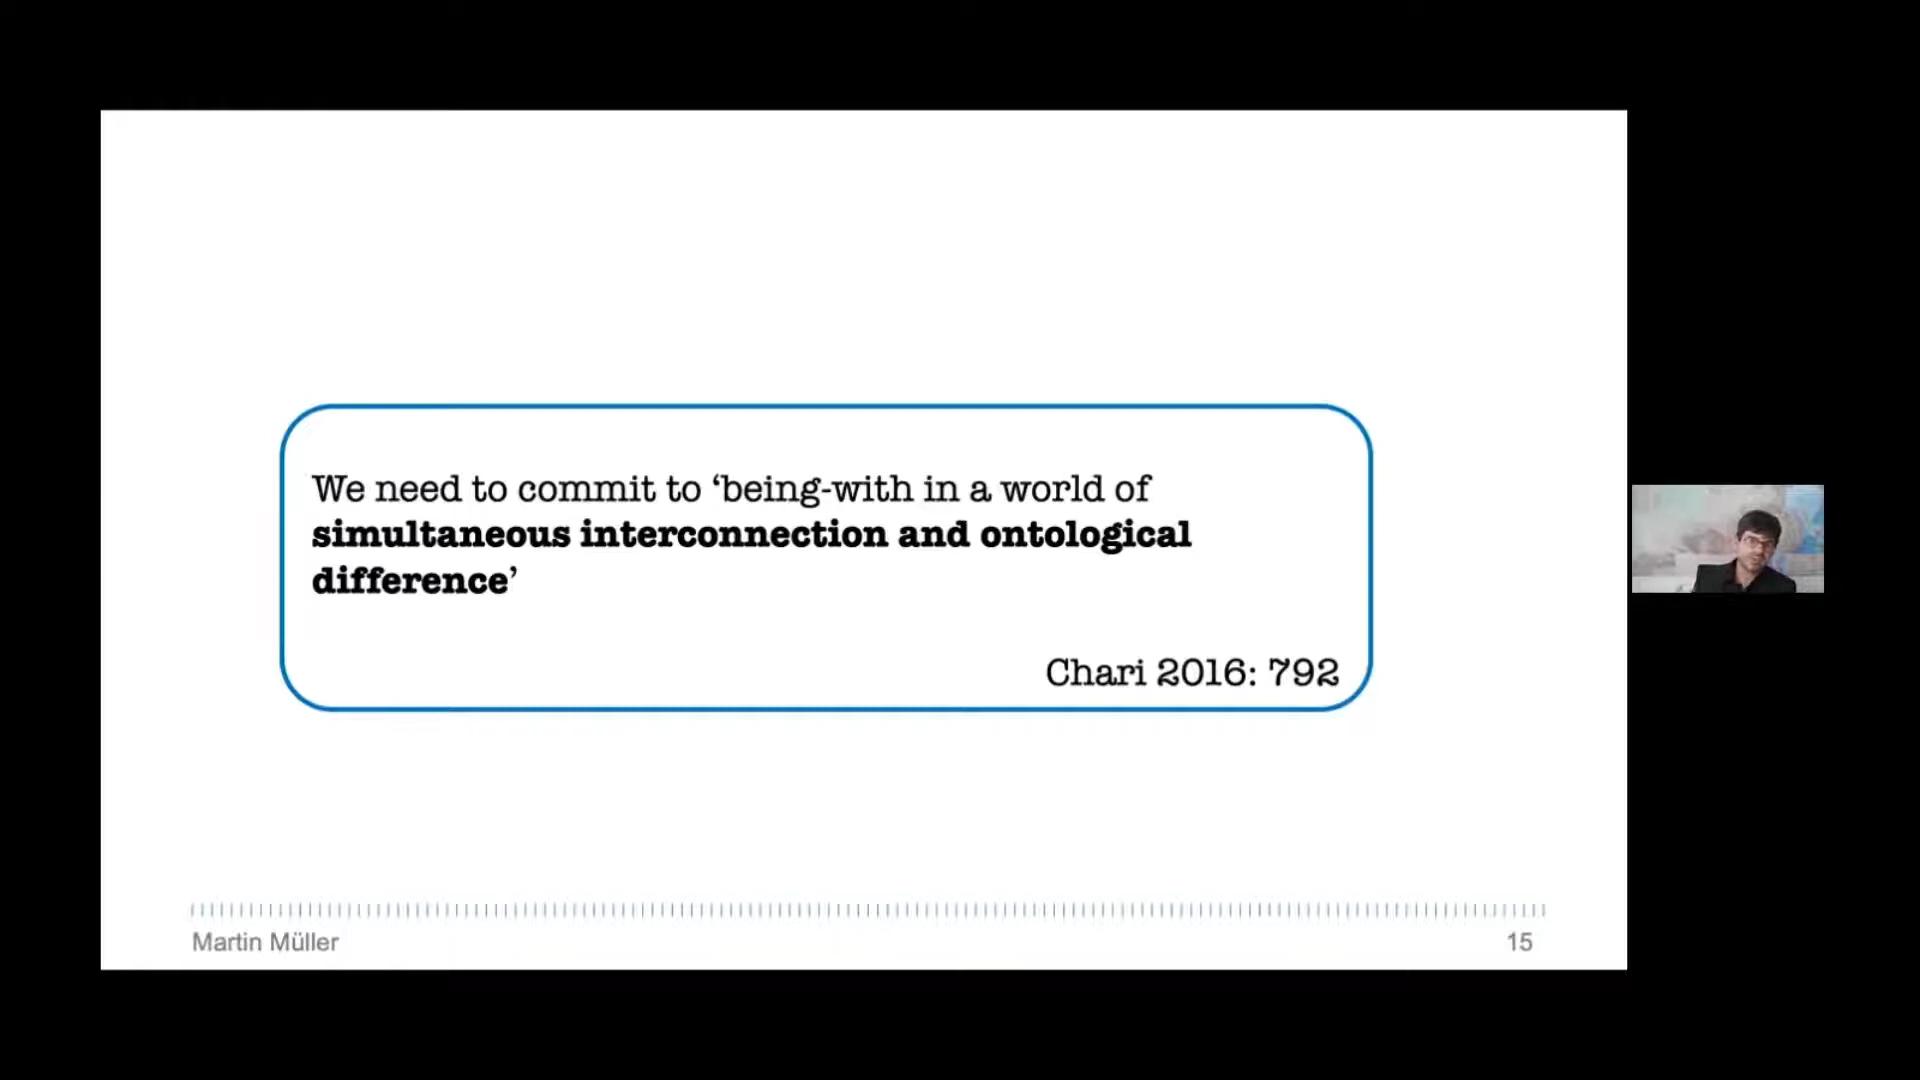 We need to commit to ‘being-with in a world of
simultaneous interconnection and ontological
difference’
Chari 2016: 792
Martin Müller
15